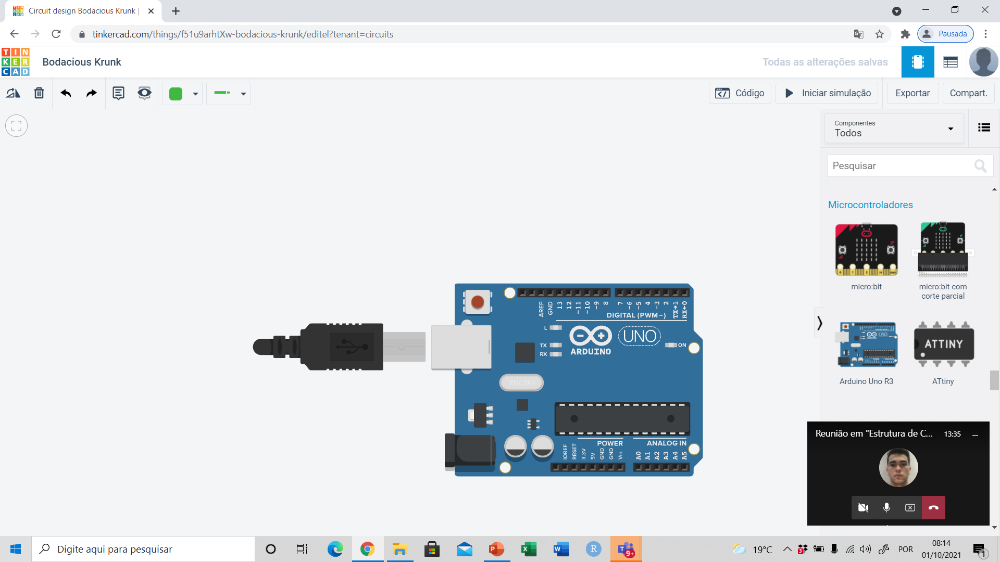 Circuit design Bodacious Krunk |
tinkercad.com/things/f51u9arhtXw-bodacious-krunk/editel?tenant=circuits
Pausada
TIN
KER
CAD
Bodacious Krunk
Todas as alterações salvas
Código
Iniciar simulação
Exportar
Compart.
Componentes
Todos
Pesquisar
Microcontroladores
micro:bit
micro:bit com
corte parcial
Arduino Uno R3
ATTINY
ATtiny
AREF
GND
13
12
~11
~10
~9
8
7
~6
~5
4
~3
2
TX→1
RX←0
DIGITAL (PWM~)
L
TX
RX
UNO
ARDUINO
ON
POWER
ANALOG IN
IOREF
RESET
3.3V
5V
GND
GND
Vin
A0
A1
A2
A3
A4
A5
Reunião em "Estrutura de C...
13:35
Digite aqui para pesquisar
9+
19°C
3
POR
08:14
01/10/2021
1